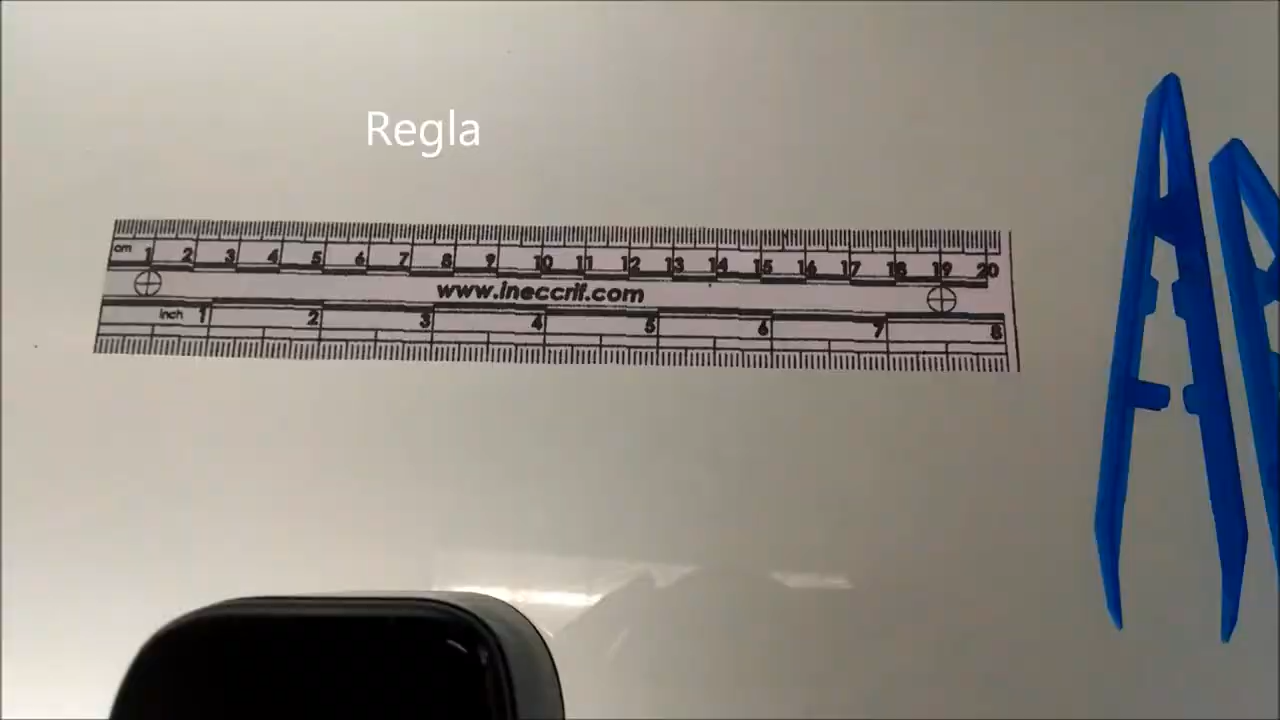 Regla
cm 1 2 3 4 5 6 7 8 9 10 11 12 13 14 15 16 17 18 19 20
www.ineccrif.com
inch 1 2 3 4 5 6 7 8